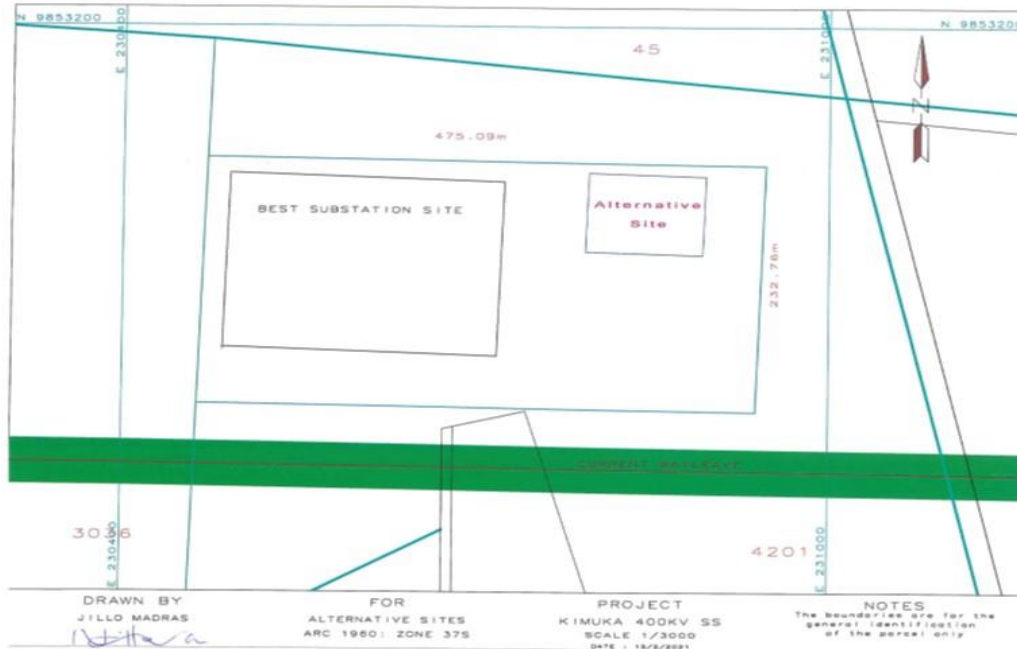 N 9853200
N 9853200
E 230400
E 231000
45
475.09m
BEST SUBSTATION SITE
Alternative
Site
232.76m
CURRENT WAYLEAVE
3036
E 230400
4201
E 231000
DRAWN BY
JILLO MADRAS
FOR
ALTERNATIVE SITES
ARC 1960: ZONE 37S
PROJECT
KIMUKA 400KV SS
SCALE 1/3000
NOTES
The boundaries are for the
general identification
of the parcel only
N